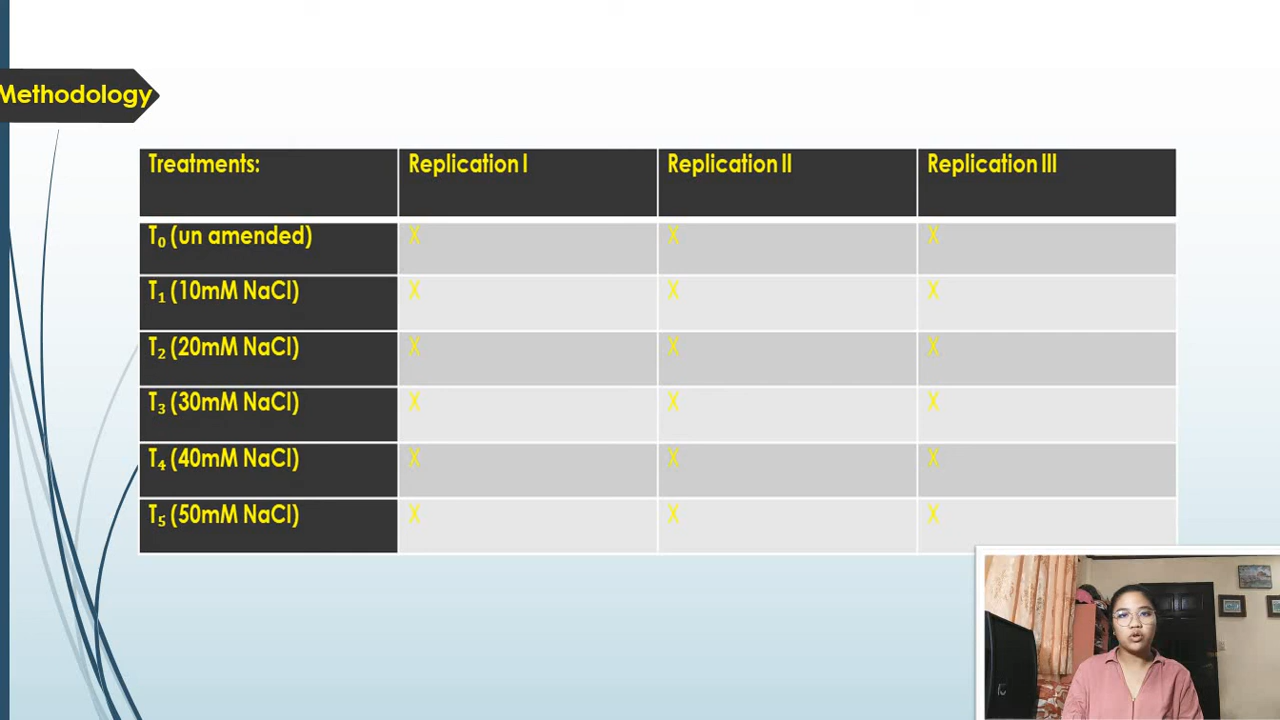 Methodology
Treatments: Replication I Replication II Replication III
T₀ (un amended) X X X
T₁ (10mM NaCl) X X X
T₂ (20mM NaCl) X X X
T₃ (30mM NaCl) X X X
T₄ (40mM NaCl) X X X
T₅ (50mM NaCl) X X X